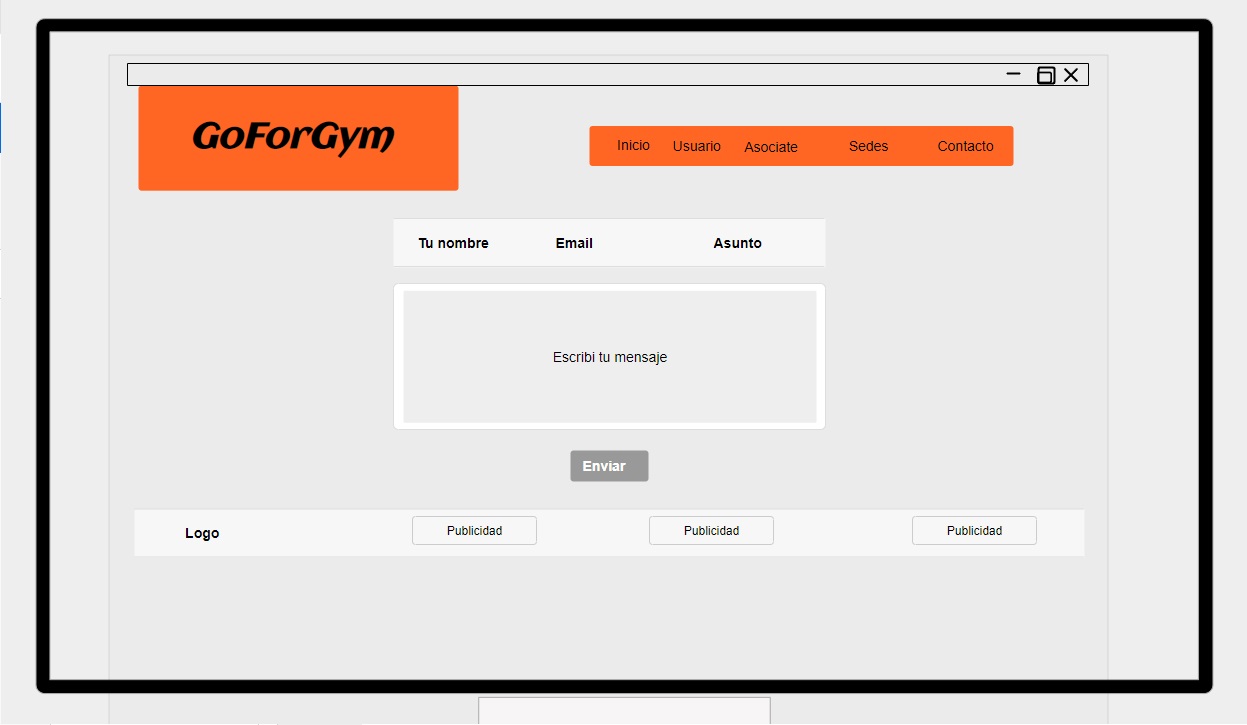 GoForGym
Inicio Usuario Asociate Sedes Contacto
Tu nombre Email Asunto
Escribi tu mensaje
Enviar
Logo Publicidad Publicidad Publicidad